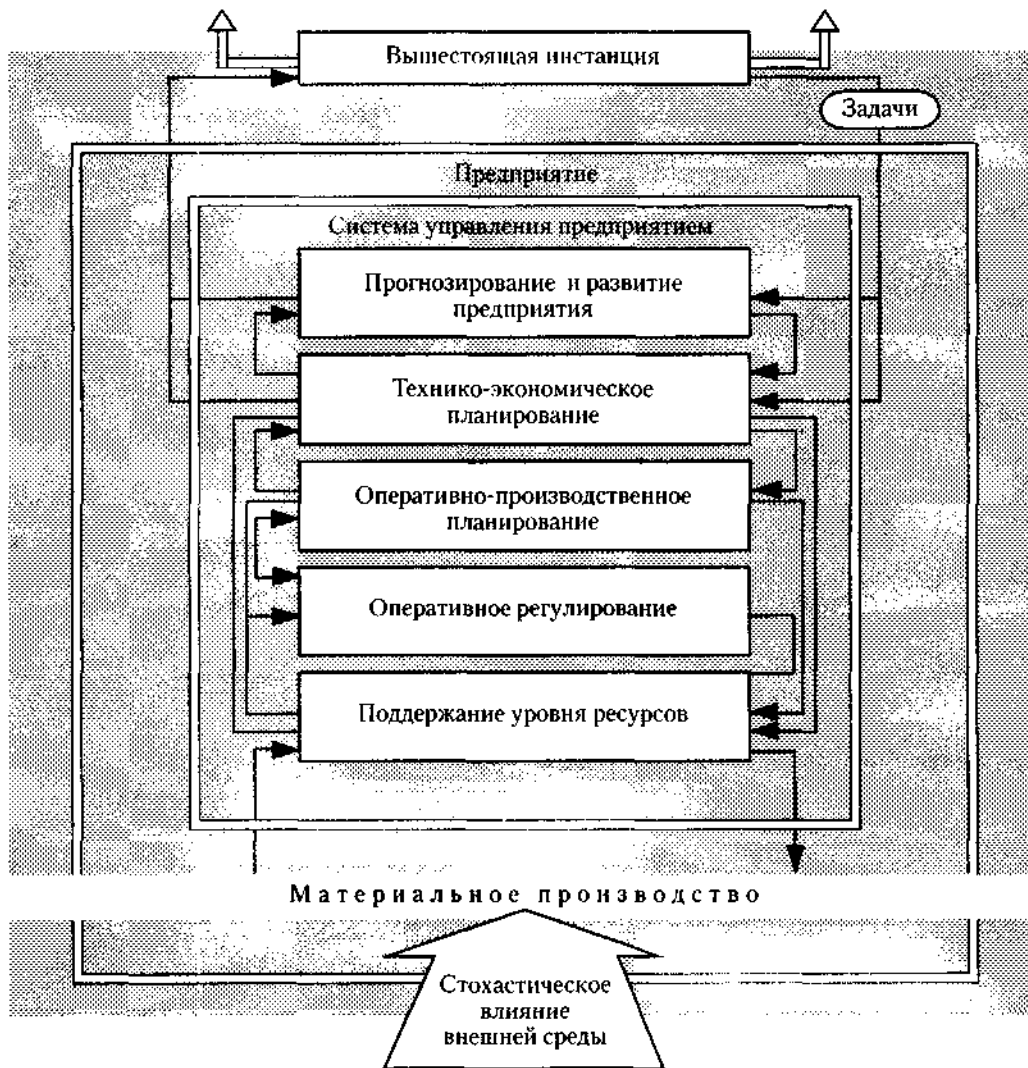 Вышестоящая инстанция
Задачи
Предприятие
Система управления предприятием
Прогнозирование и развитие
предприятия
Технико-экономическое
планирование
Оперативно-производственное
планирование
Оперативное регулирование
Поддержание уровня ресурсов
Материальное производство
Стохастическое
влияние
внешней среды